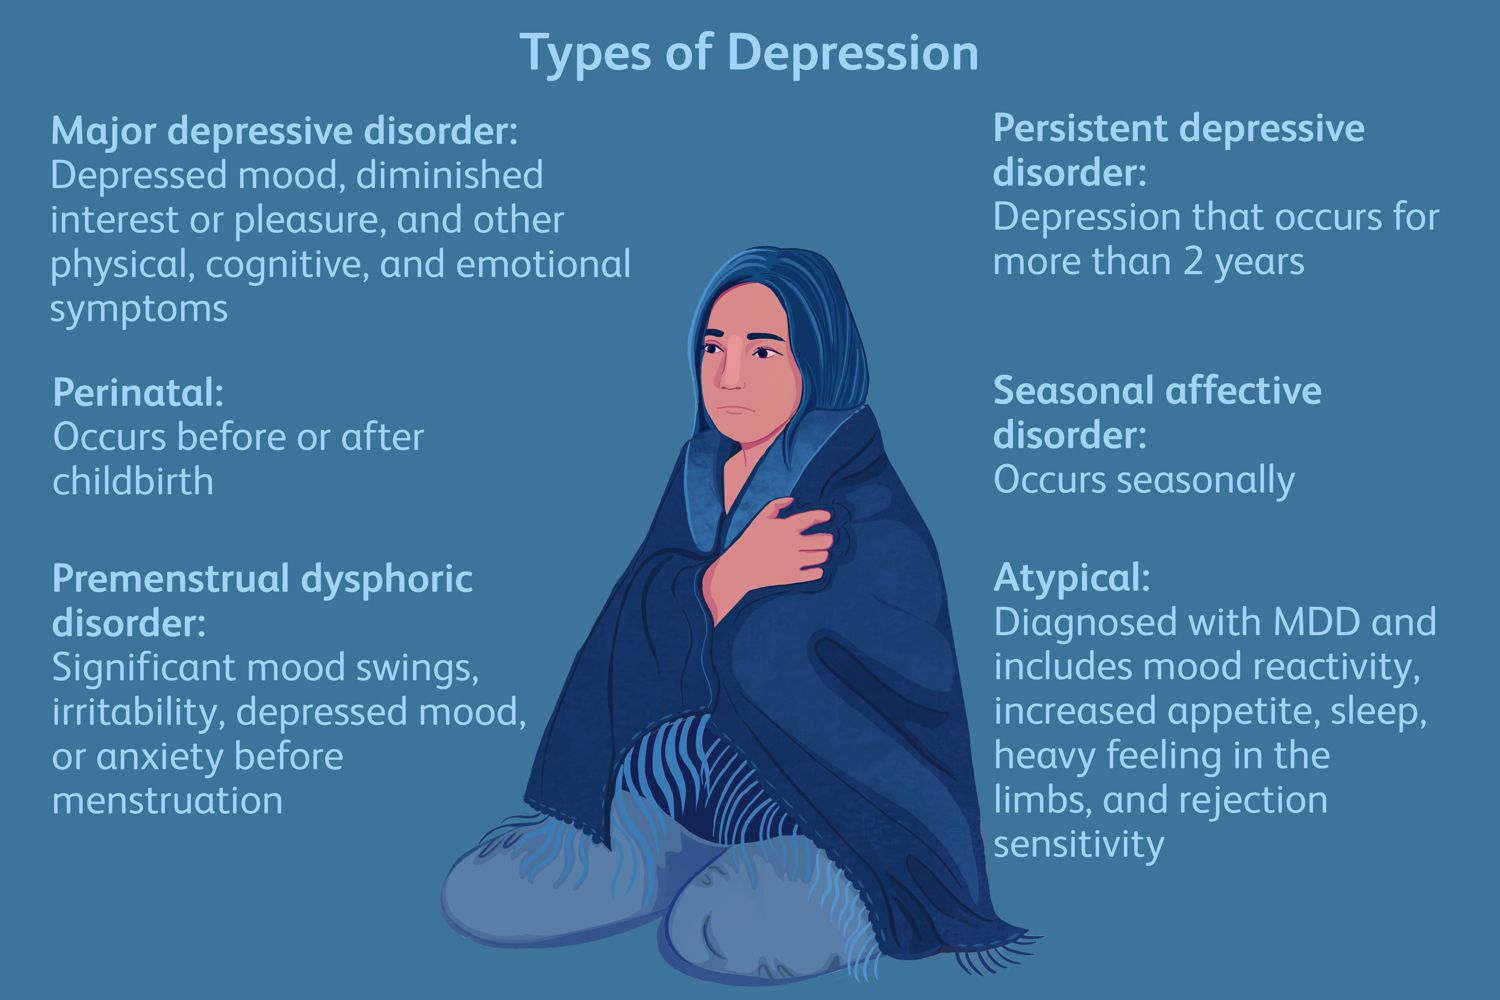 Types of Depression
Major depressive disorder:
Depressed mood, diminished
interest or pleasure, and other
physical, cognitive, and emotional
symptoms
Perinatal:
Occurs before or after
childbirth
Premenstrual dysphoric
disorder:
Significant mood swings,
irritability, depressed mood,
or anxiety before
menstruation
Persistent depressive
disorder:
Depression that occurs for
more than 2 years
Seasonal affective
disorder:
Occurs seasonally
Atypical:
Diagnosed with MDD and
includes mood reactivity,
increased appetite, sleep,
heavy feeling in the
limbs, and rejection
sensitivity